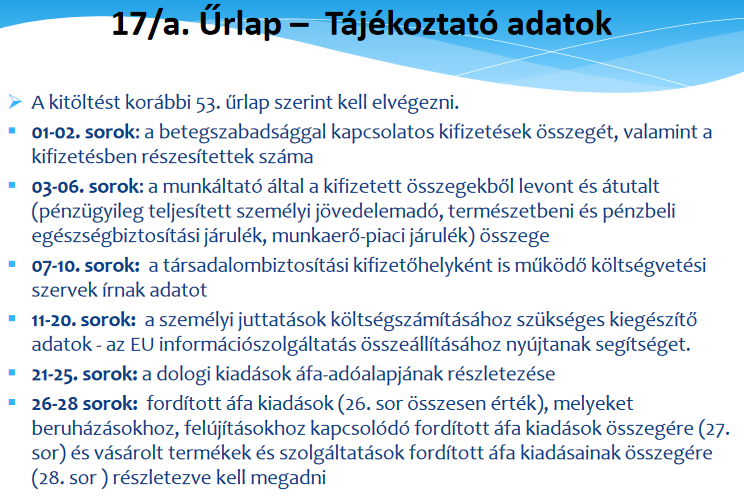 17/a. Űrlap – Tájékoztató adatok
➢ A kitöltést korábbi 53. űrlap szerint kell elvégezni.
▪ 01-02. sorok: a betegszabadsággal kapcsolatos kifizetések összegét, valamint a
kifizetésben részesítettek száma
▪ 03-06. sorok: a munkáltató által a kifizetett összegekből levont és átutalt
(pénzügyileg teljesített személyi jövedelemadó, természetbeni és pénzbeli
egészségbiztosítási járulék, munkaerő-piaci járulék) összege
▪ 07-10. sorok: a társadalombiztosítási kifizetőhelyként is működő költségvetési
szervek írnak adatot
▪ 11-20. sorok: a személyi juttatások költségszámításához szükséges kiegészítő
adatok - az EU információszolgáltatás összeállításához nyújtanak segítséget.
▪ 21-25. sorok: a dologi kiadások áfa-adóalapjának részletezése
▪ 26-28 sorok: fordított áfa kiadások (26. sor összesen érték), melyeket
beruházásokhoz, felújításokhoz kapcsolódó fordított áfa kiadások összegére (27.
sor) és vásárolt termékek és szolgáltatások fordított áfa kiadásainak összegére
(28. sor ) részletezve kell megadni